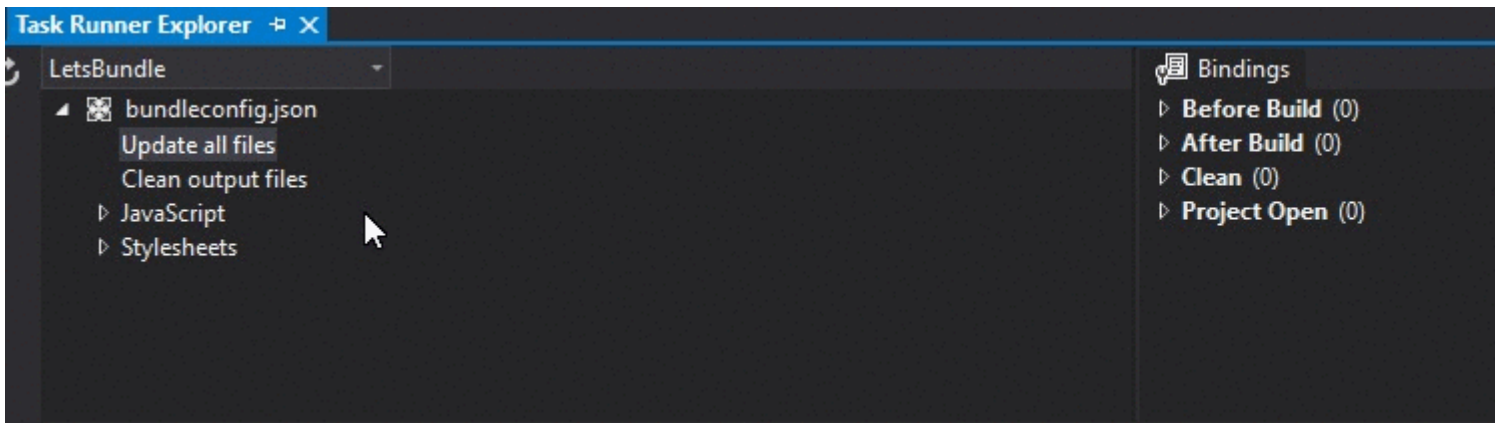 Task Runner Explorer
LetsBundle
bundleconfig.json
Update all files
Clean output files
JavaScript
Stylesheets
Bindings
Before Build (0)
After Build (0)
Clean (0)
Project Open (0)